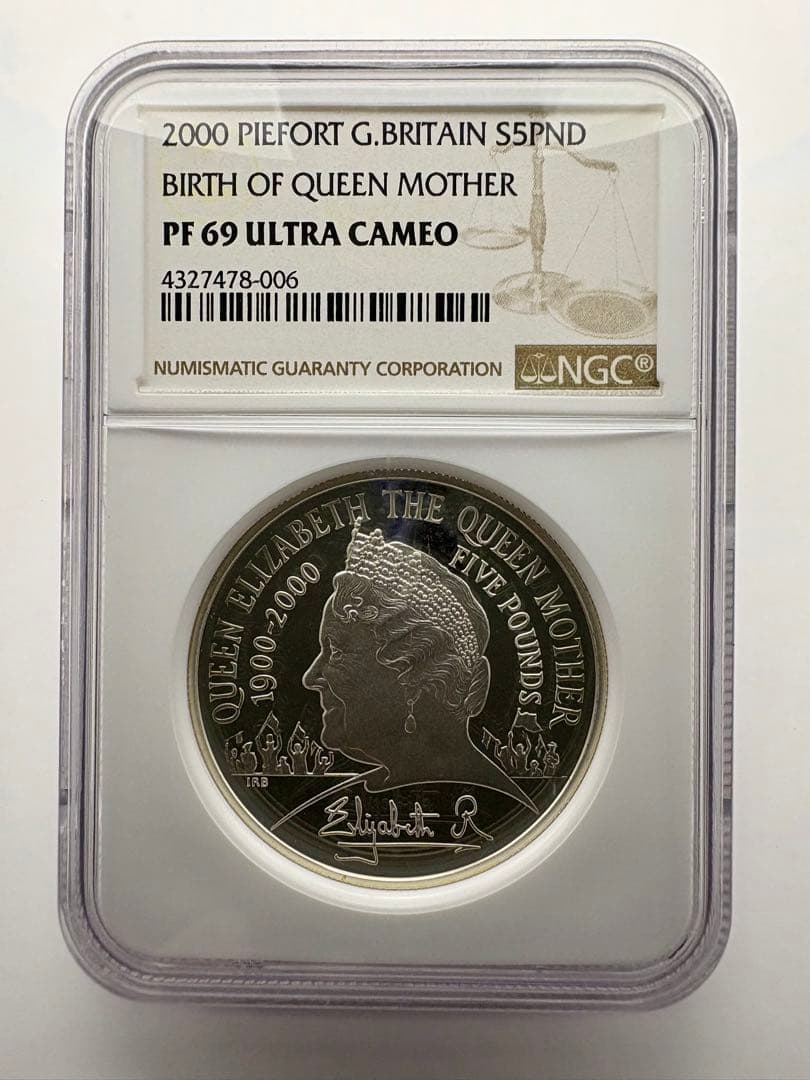 2000 PIEFORT G.BRITAIN S5PND
BIRTH OF QUEEN MOTHER
PF 69 ULTRA CAMEO
4327478-006
NUMISMATIC GUARANTY CORPORATION
NGC®
QUEEN ELIZABETH THE QUEEN MOTHER
1900-2000
FIVE POUNDS
IRB
Elizabeth R